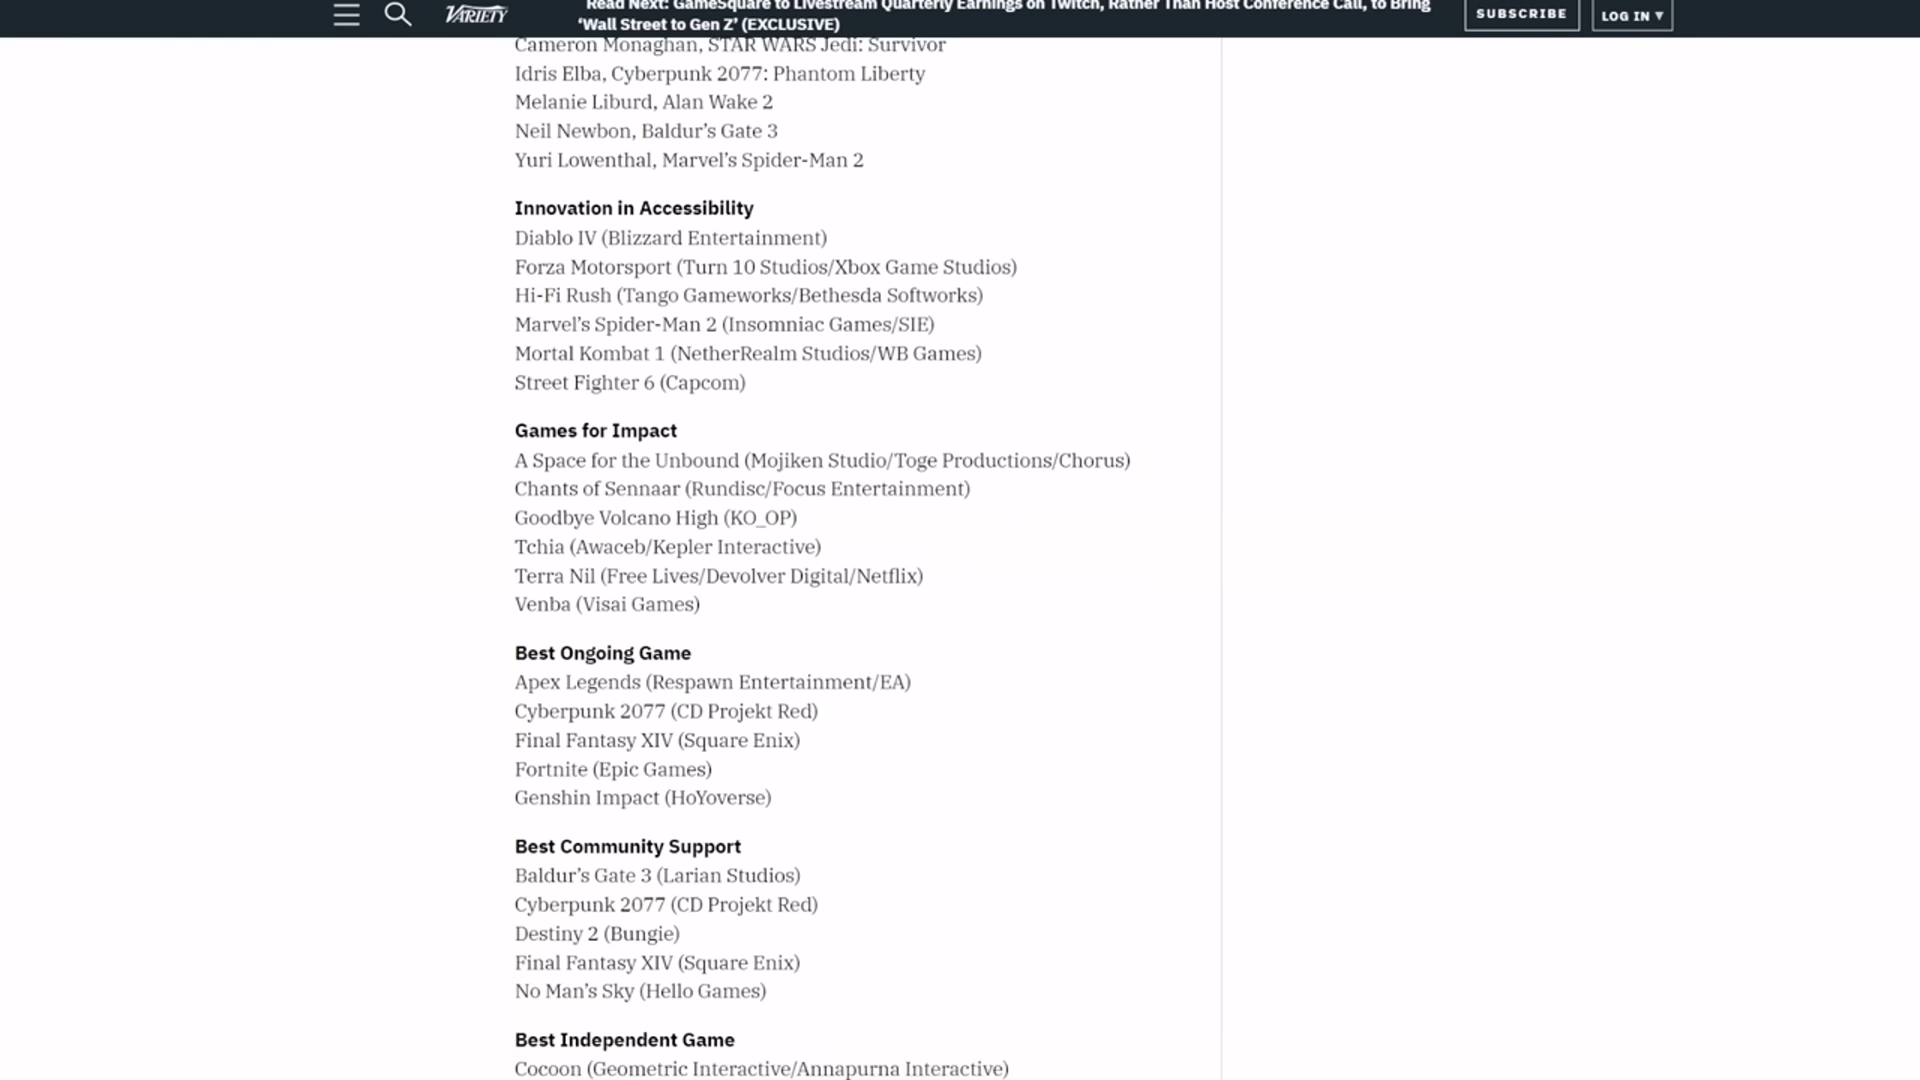 Read Next: GameSquare to Livestream Quarterly Earnings on Twitch, Rather Than Host Conference Call, to Bring
‘Wall Street to Gen Z’ (EXCLUSIVE)
VARIETY
SUBSCRIBE
LOG IN ▼
Cameron Monaghan, STAR WARS Jedi: Survivor
Idris Elba, Cyberpunk 2077: Phantom Liberty
Melanie Liburd, Alan Wake 2
Neil Newbon, Baldur’s Gate 3
Yuri Lowenthal, Marvel’s Spider-Man 2
Innovation in Accessibility
Diablo IV (Blizzard Entertainment)
Forza Motorsport (Turn 10 Studios/Xbox Game Studios)
Hi-Fi Rush (Tango Gameworks/Bethesda Softworks)
Marvel’s Spider-Man 2 (Insomniac Games/SIE)
Mortal Kombat 1 (NetherRealm Studios/WB Games)
Street Fighter 6 (Capcom)
Games for Impact
A Space for the Unbound (Mojiken Studio/Toge Productions/Chorus)
Chants of Sennaar (Rundisc/Focus Entertainment)
Goodbye Volcano High (KO_OP)
Tchia (Awaceb/Kepler Interactive)
Terra Nil (Free Lives/Devolver Digital/Netflix)
Venba (Visai Games)
Best Ongoing Game
Apex Legends (Respawn Entertainment/EA)
Cyberpunk 2077 (CD Projekt Red)
Final Fantasy XIV (Square Enix)
Fortnite (Epic Games)
Genshin Impact (HoYoverse)
Best Community Support
Baldur’s Gate 3 (Larian Studios)
Cyberpunk 2077 (CD Projekt Red)
Destiny 2 (Bungie)
Final Fantasy XIV (Square Enix)
No Man’s Sky (Hello Games)
Best Independent Game
Cocoon (Geometric Interactive/Annapurna Interactive)